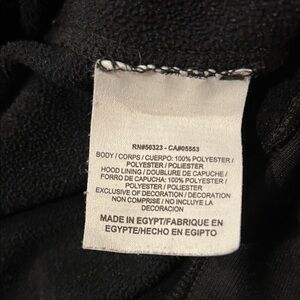 RN#56323 - CA#05553
BODY / CORPS / CUERPO: 100% POLYESTER /
POLYESTER / POLIESTER
HOOD LINING / DOUBLURE DE CAPUCHE /
FORRO DE CAPUCHA: 100% POLYESTER /
POLYESTER / POLIESTER
EXCLUSIVE OF DECORATION / DECORATION
NON COMPRISE / NO INCLUYE LA
DECORACION
MADE IN EGYPT/FABRIQUE EN
EGYPTE/HECHO EN EGIPTO